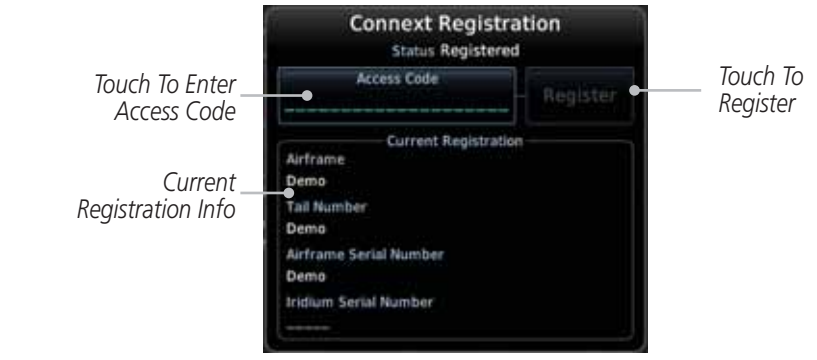 Connext Registration
Status Registered
Touch To Enter
Access Code
Access Code
Register
Touch To
Register
Current Registration
Current
Registration Info
Airframe
Demo
Tail Number
Demo
Airframe Serial Number
Demo
Iridium Serial Number
_____